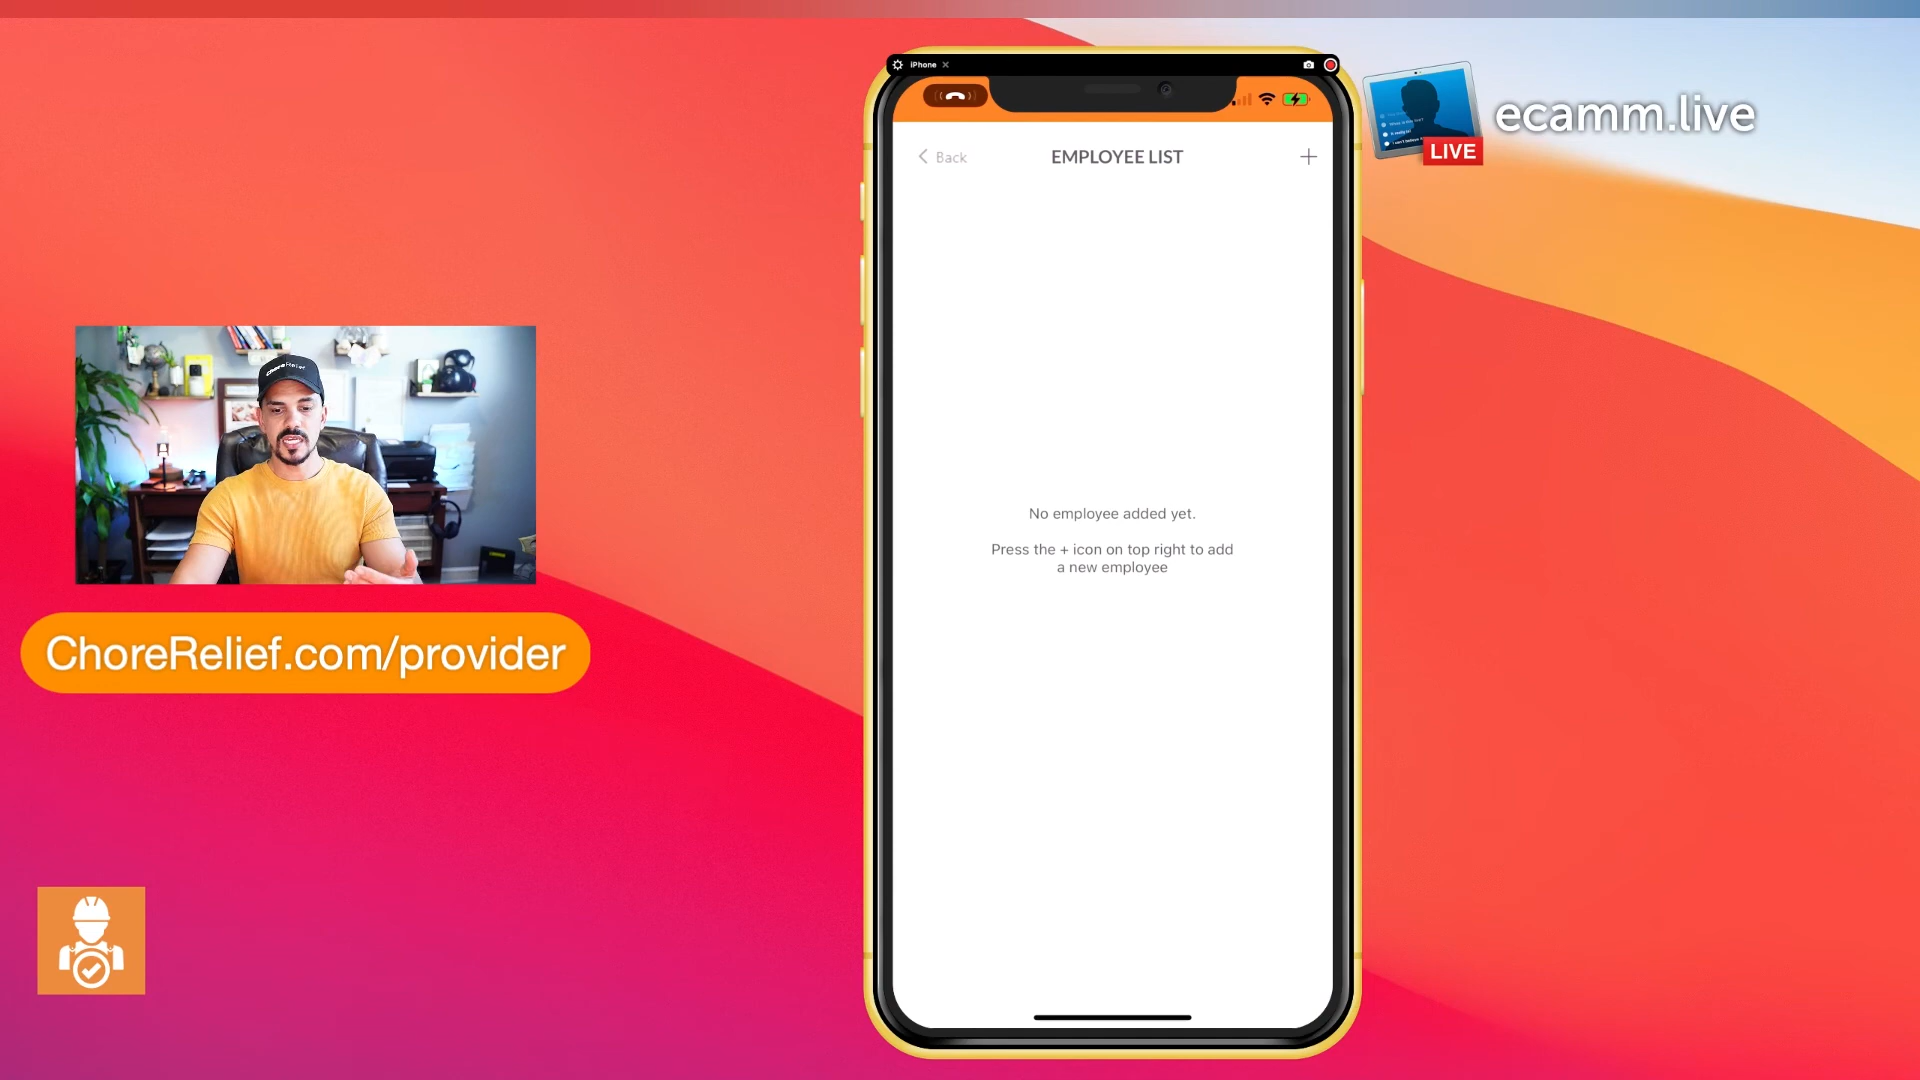 iPhone
ecamm.live
LIVE
Back
EMPLOYEE LIST
No employee added yet.
Press the + icon on top right to add
a new employee
ChoreRelief.com/provider